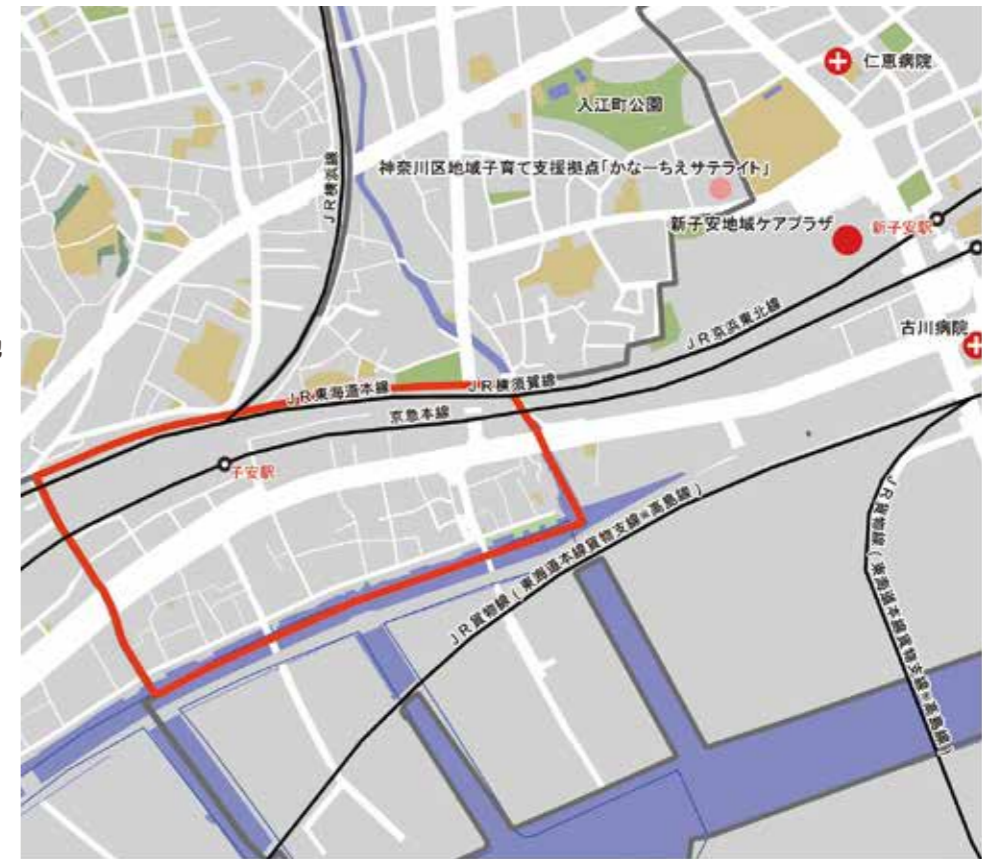 仁恵病院
入江町公園
JR横浜線
神奈川区地域子育て支援拠点「かなーちえサテライト」
新子安地域ケアプラザ
新子安駅
JR京浜東北線
古川病院
JR東海道本線
JR横須賀線
京急本線
子安駅
JR貨物線(東海道本線貨物支線※高島線)
JR貨物線(東海道本線貨物支線※高島線)